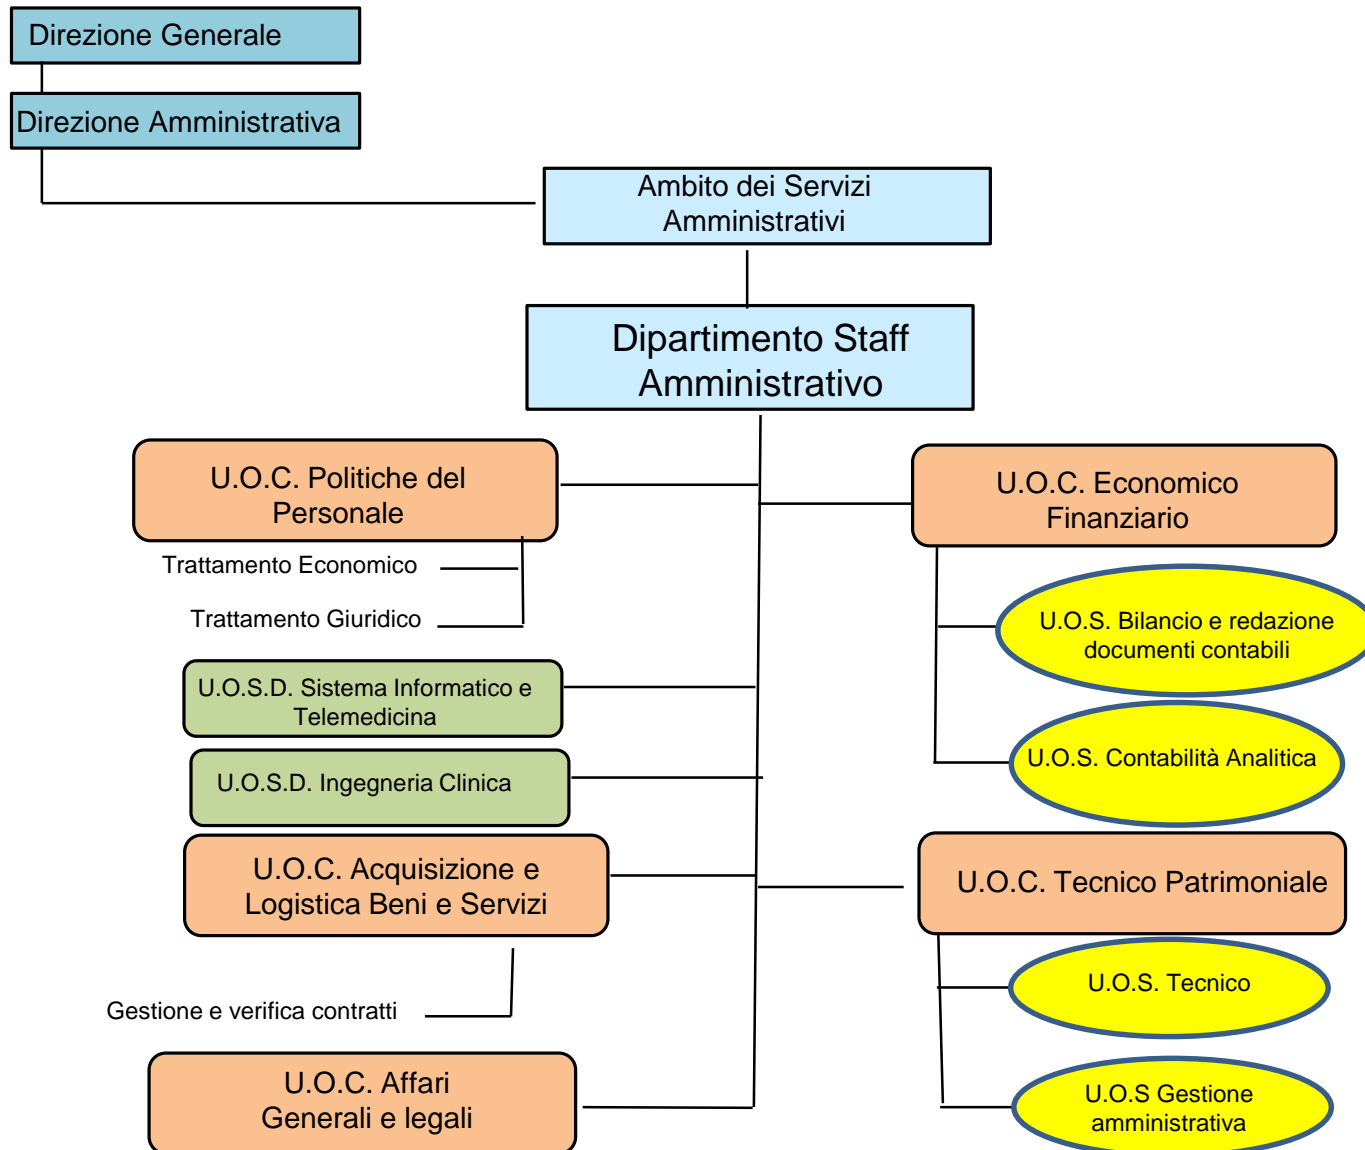 Direzione Generale
Direzione Amministrativa
Ambito dei Servizi
Amministrativi
Dipartimento Staff
Amministrativo
U.O.C. Politiche del
Personale
Trattamento Economico
Trattamento Giuridico
U.O.S.D. Sistema Informatico e
Telemedicina
U.O.S.D. Ingegneria Clinica
U.O.C. Acquisizione e
Logistica Beni e Servizi
Gestione e verifica contratti
U.O.C. Affari
Generali e legali
U.O.C. Economico
Finanziario
U.O.S. Bilancio e redazione
documenti contabili
U.O.S. Contabilità Analitica
U.O.C. Tecnico Patrimoniale
U.O.S. Tecnico
U.O.S Gestione
amministrativa